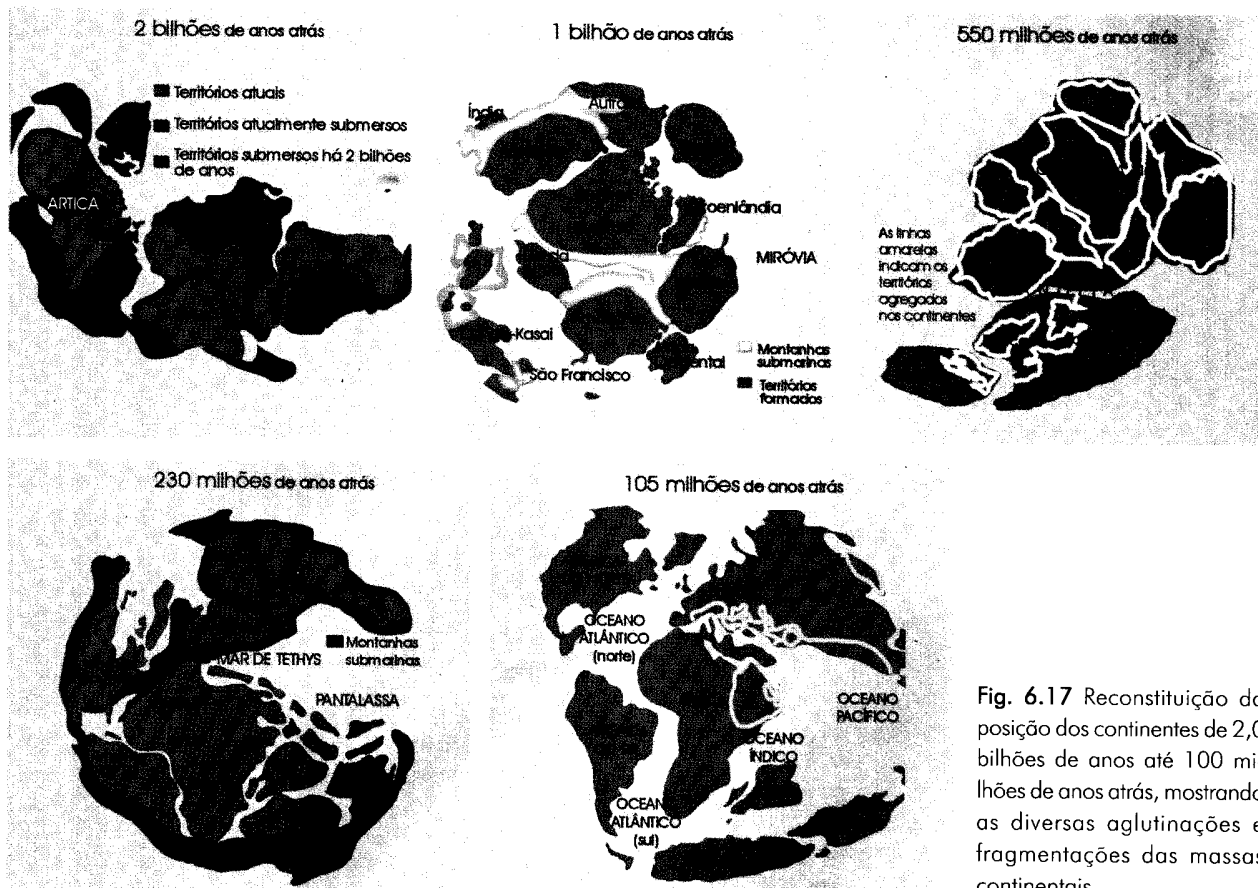 2 bilhões de anos atrás
Territórios atuais
Territórios atualmente submersos
Territórios submersos há 2 bilhões
de anos
ARTICA
1 bilhão de anos atrás
Índia
São Francisco
Kasai
MIRÓVIA
Montanhas
submarinas
Territórios
formados
550 milhões de anos atrás
As linhas
amarelas
indicam os
territórios
agregados
nos continentes
230 milhões de anos atrás
Montanhas
submarinas
MAR DE TETHYS
PANTALASSA
105 milhões de anos atrás
OCEANO
ATLÂNTICO
(norte)
OCEANO
PACÍFICO
OCEANO
ÍNDICO
OCEAN
ATLÂNTICO
(sul)
Fig. 6.17 Reconstituição da
posição dos continentes de 2,0
bilhões de anos até 100 mi-
lhões de anos atrás, mostrando
as diversas aglutinações e
fragmentações das massas
continentais.